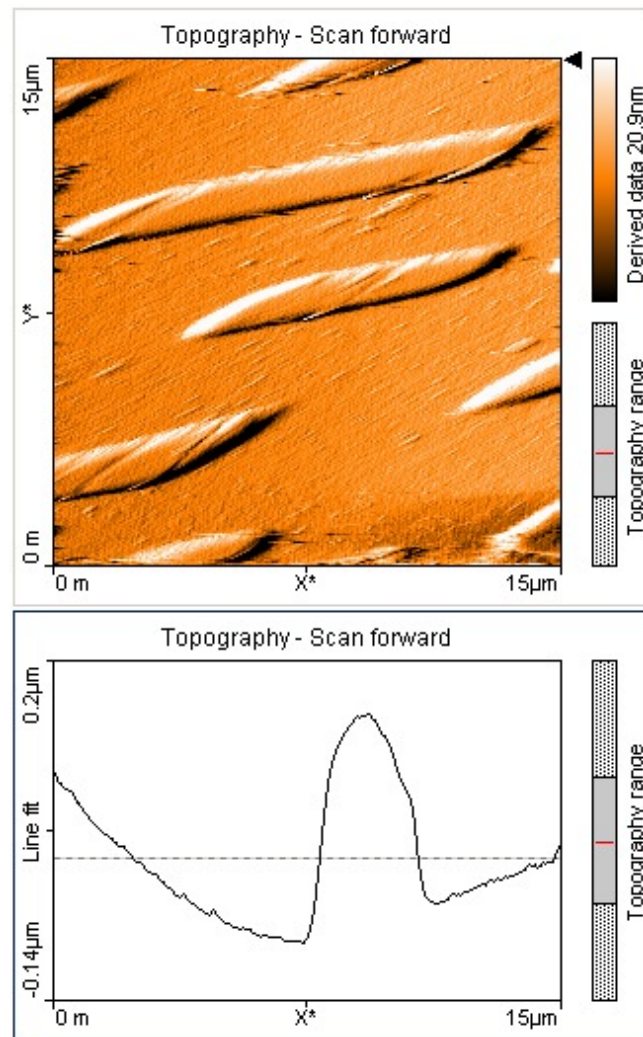 Topography - Scan forward
15µm
Y*
0 m
0 m
X*
15µm
Derived data 20.9nm
Topography range
Topography - Scan forward
0.2µm
Line fit
-0.14µm
0 m
X*
15µm
Topography range